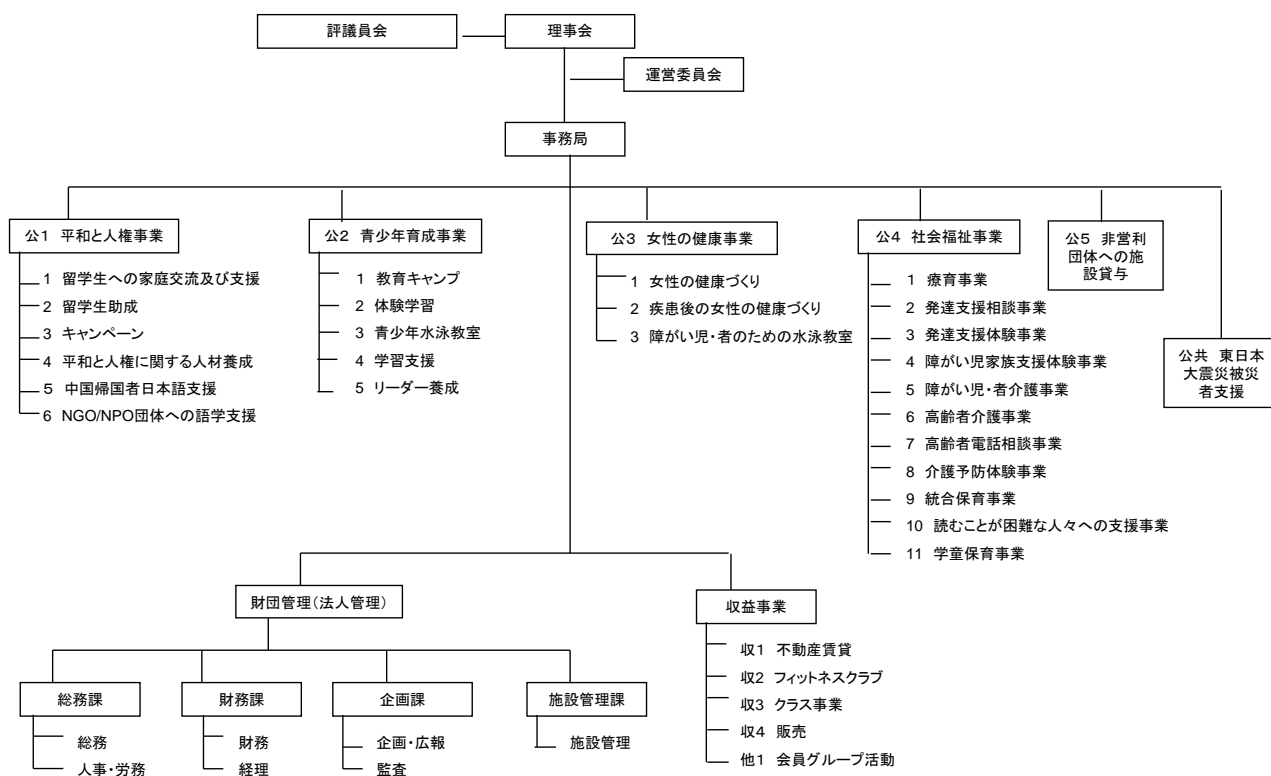 評議員会
理事会
運営委員会
事務局
公1 平和と人権事業
1 留学生への家庭交流及び支援
2 留学生助成
3 キャンペーン
4 平和と人権に関する人材養成
5 中国帰国者日本語支援
6 NGO/NPO団体への語学支援
公2 青少年育成事業
1 教育キャンプ
2 体験学習
3 青少年水泳教室
4 学習支援
5 リーダー養成
公3 女性の健康事業
1 女性の健康づくり
2 疾患後の女性の健康づくり
3 障がい児・者のための水泳教室
公4 社会福祉事業
1 療育事業
2 発達支援相談事業
3 発達支援体験事業
4 障がい児家族支援体験事業
5 障がい児・者介護事業
6 高齢者介護事業
7 高齢者電話相談事業
8 介護予防体験事業
9 統合保育事業
10 読むことが困難な人々への支援事業
11 学童保育事業
公5 非営利
団体への施
設貸与
公共 東日本
大震災被災
者支援
財団管理(法人管理)
総務課
総務
人事・労務
財務課
財務
経理
企画課
企画・広報
監査
施設管理課
施設管理
収益事業
収1 不動産賃貸
収2 フィットネスクラブ
収3 クラス事業
収4 販売
他1 会員グループ活動